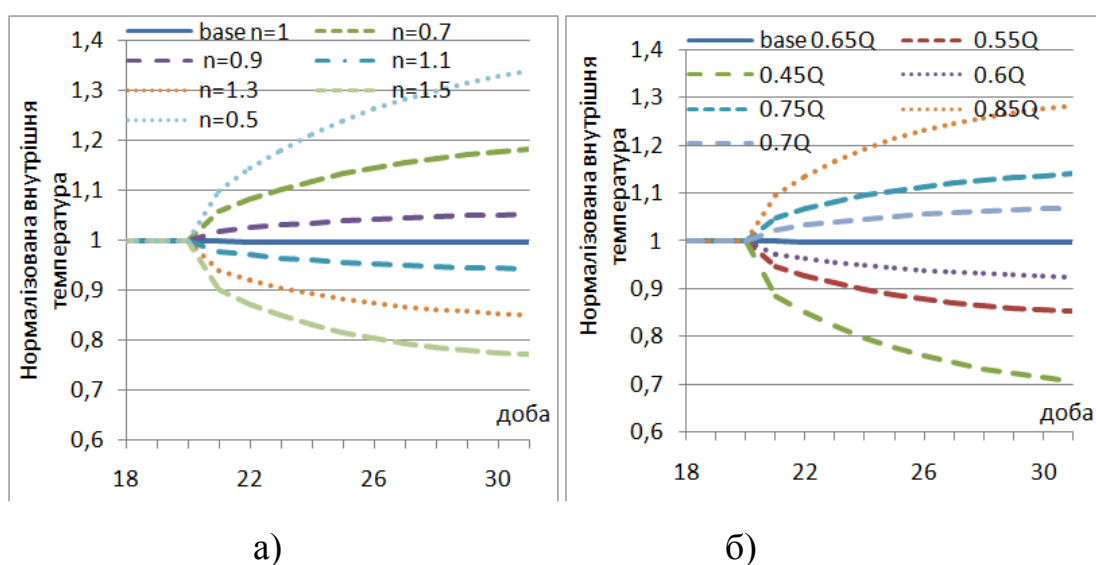 Нормалізована внутрішня
температура
base n=1 n=0.7
n=0.9 n=1.1
n=1.3 n=1.5
n=0.5
1,4
1,3
1,2
1,1
1
0,9
0,8
0,7
0,6
доба
18 22 26 30
а)
Нормалізована внутрішня
температура
base 0.65Q 0.55Q
0.45Q 0.6Q
0.75Q 0.85Q
0.7Q
1,4
1,3
1,2
1,1
1
0,9
0,8
0,7
0,6
доба
18 22 26 30
б)